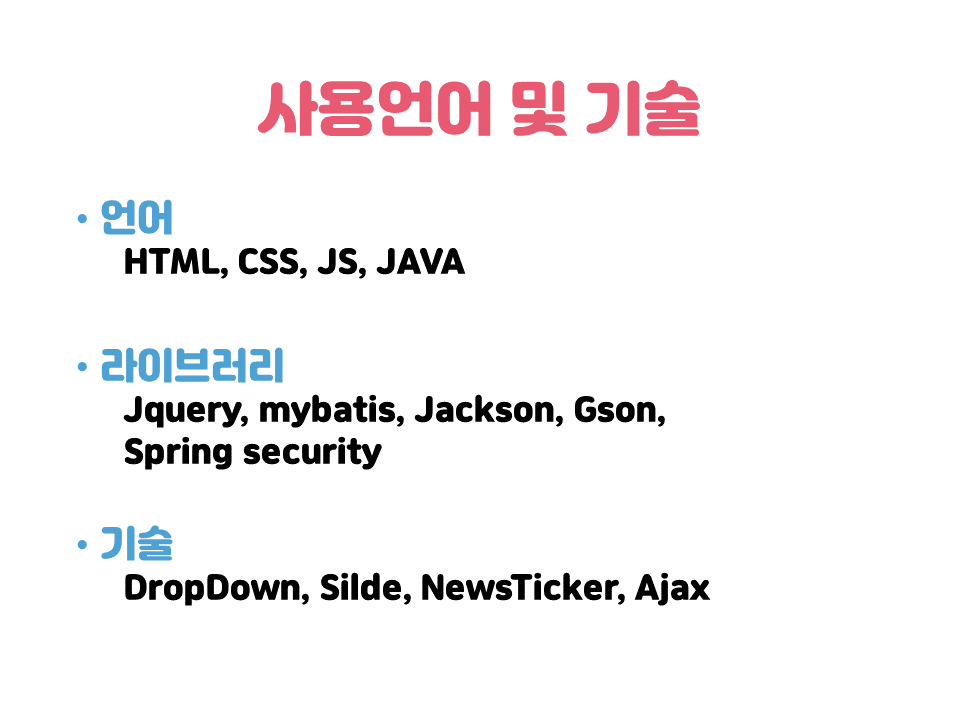 사용언어 및 기술
• 언어
HTML, CSS, JS, JAVA
• 라이브러리
Jquery, mybatis, Jackson, Gson,
Spring security
• 기술
DropDown, Silde, NewsTicker, Ajax